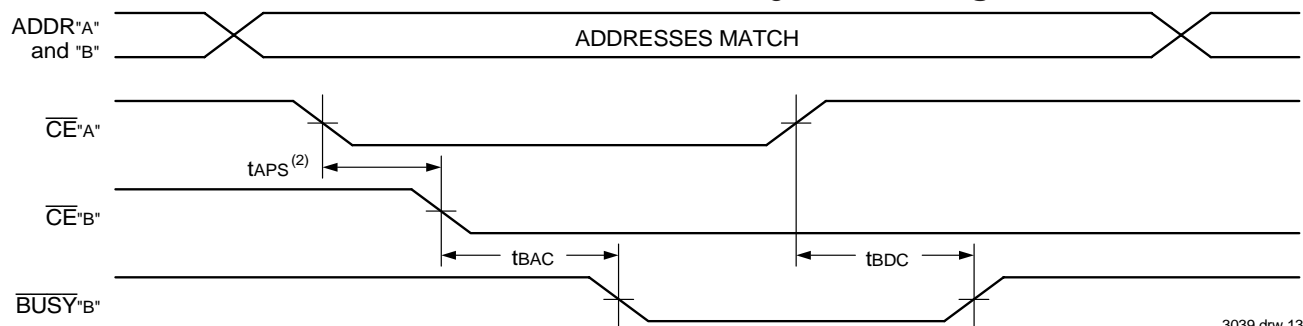 ADDR"A"
and "B"
ADDRESSES MATCH
CE"A"
tAPS(2)
CE"B"
tBAC
tBDC
BUSY"B"
3039 drw 13